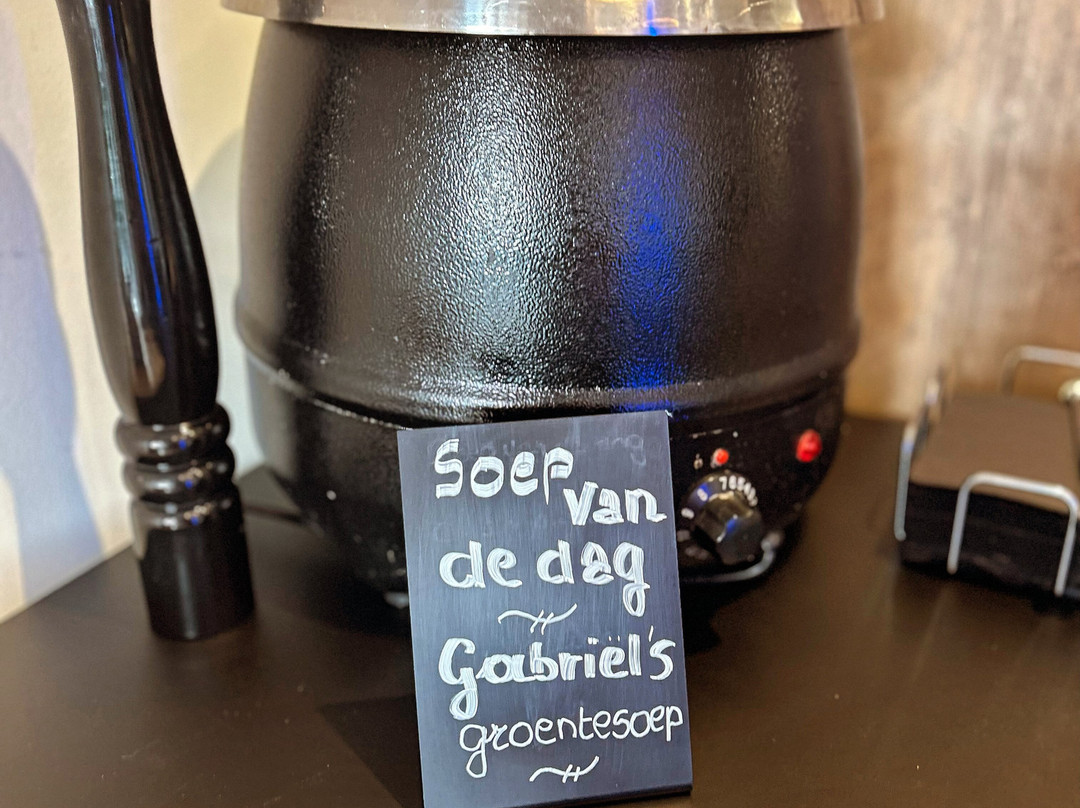 Soep
van
de dag
Gabriël's
groentesoep